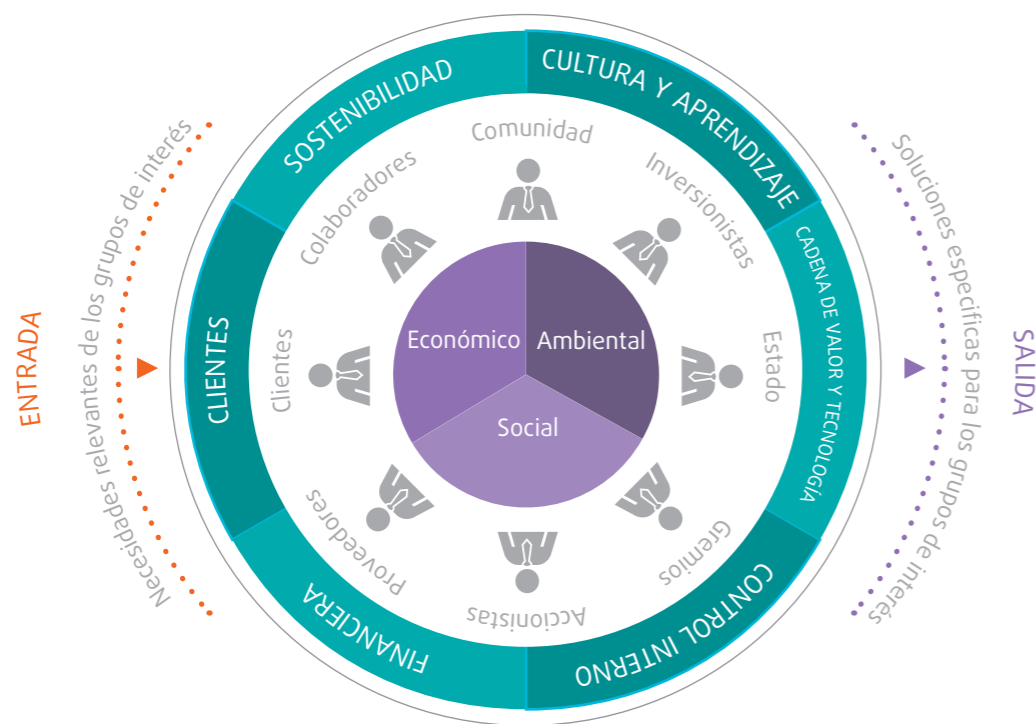 ENTRADA
Necesidades relevantes de los grupos de interés
SOSTENIBILIDAD
CULTURA Y APRENDIZAJE
CADENA DE VALOR Y TECNOLOGÍA
CONTROL INTERNO
FINANCIERA
CLIENTES
Comunidad
Inversionistas
Estado
Gremios
Accionistas
Proveedores
Clientes
Colaboradores
Económico
Ambiental
Social
Soluciones especificas para los grupos de interés
SALIDA